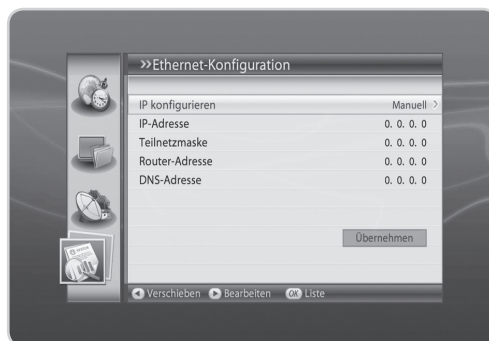 >>Ethernet-Konfiguration
IP konfigurieren Manuell >
IP-Adresse 0. 0. 0. 0
Teilnetzmaske 0. 0. 0. 0
Router-Adresse 0. 0. 0. 0
DNS-Adresse 0. 0. 0. 0
Übernehmen
Verschieben Bearbeiten OK Liste